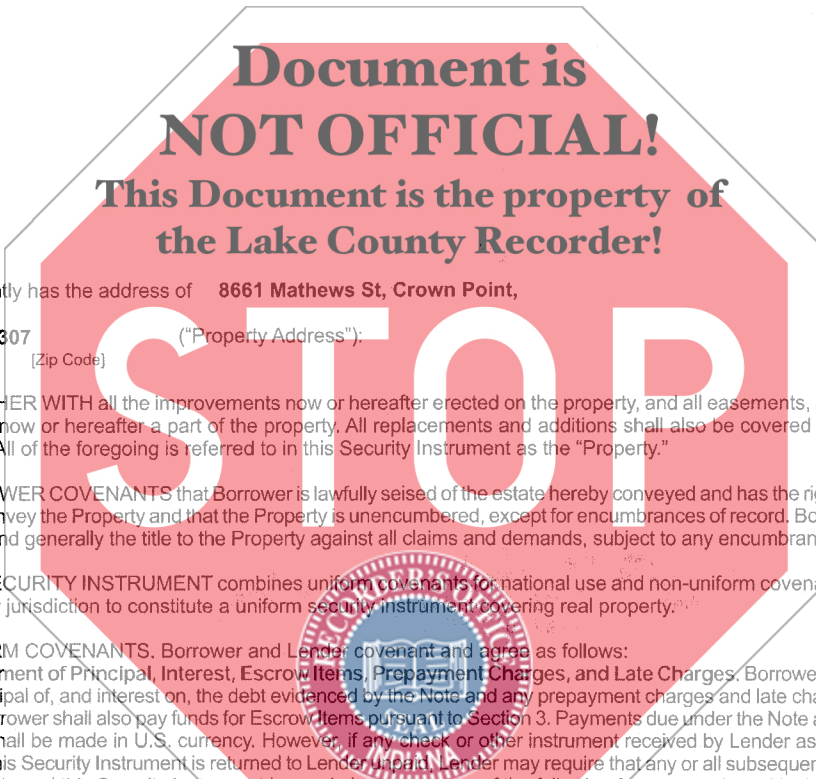 Document is
NOT OFFICIAL!
This Document is the property of
the Lake County Recorder!
STOP
tly has the address of 8661 Mathews St, Crown Point,
307 ("Property Address"):
[Zip Code]
HER WITH all the improvements now or hereafter erected on the property, and all easements,
now or hereafter a part of the property. All replacements and additions shall also be covered
All of the foregoing is referred to in this Security Instrument as the "Property."
WER COVENANTS that Borrower is lawfully seised of the estate hereby conveyed and has the rig
nvey the Property and that the Property is unencumbered, except for encumbrances of record. Bo
nd generally the title to the Property against all claims and demands, subject to any encumbran
ECURITY INSTRUMENT combines uniform covenants for national use and non-uniform covena
jurisdiction to constitute a uniform security instrument covering real property.
RM COVENANTS. Borrower and Lender covenant and agree as follows:
ment of Principal, Interest, Escrow Items, Prepayment Charges, and Late Charges. Borrowe
ipal of, and interest on, the debt evidenced by the Note and any prepayment charges and late cha
rower shall also pay funds for Escrow Items pursuant to Section 3. Payments due under the Note a
hall be made in U.S. currency. However, if any check or other instrument received by Lender as
is Security Instrument is returned to Lender unpaid, Lender may require that any or all subsequen
RECORDER'S OFFICE
SEAL